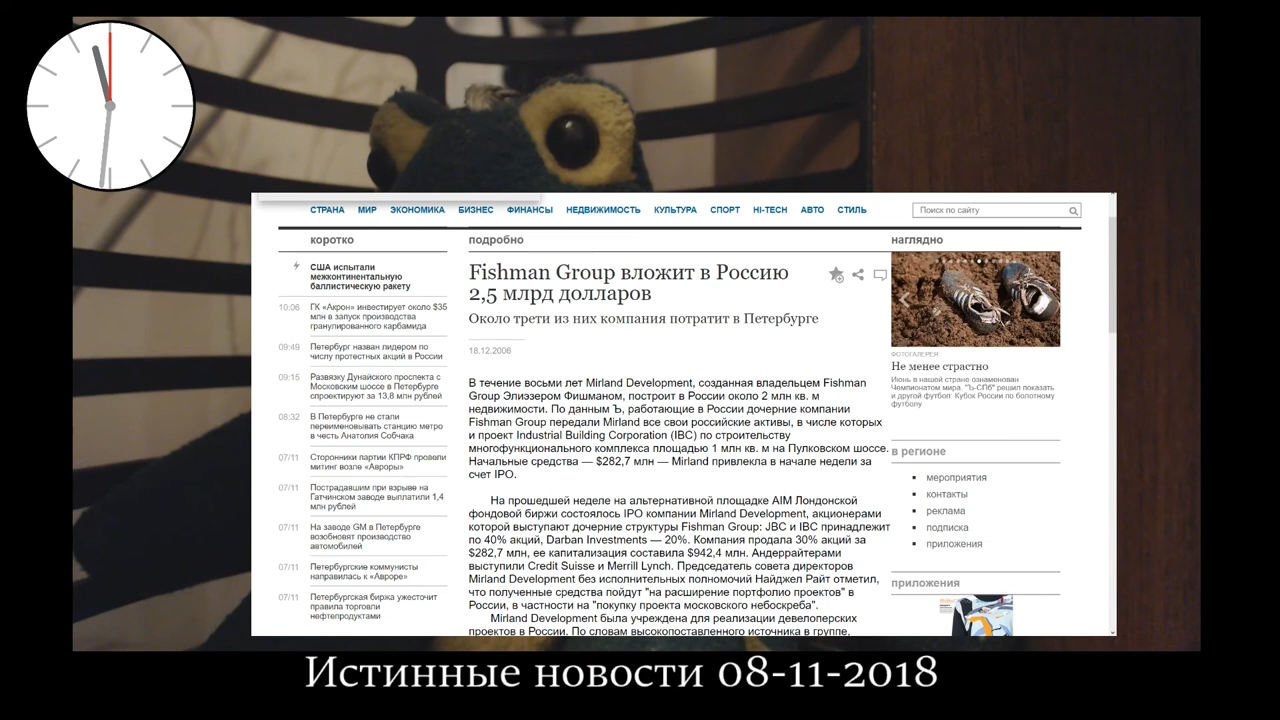 СТРАНА МИР ЭКОНОМИКА БИЗНЕС ФИНАНСЫ НЕДВИЖИМОСТЬ КУЛЬТУРА СПОРТ HI-TECH АВТО СТИЛЬ
Поиск по сайту
коротко
США испытали
межконтинентальную
баллистическую ракету
10:06 ГК «Акрон» инвестирует около $35
млн в запуск производства
гранулированного карбамида
09:49 Петербург назван лидером по
числу протестных акций в России
09:15 Развязку Дунайского проспекта с
Московским шоссе в Петербурге
спроектируют за 13,8 млн рублей
08:32 В Петербурге не стали
переименовывать станцию метро
в честь Анатолия Собчака
07/11 Сторонники партии КПРФ провели
митинг возле «Авроры»
07/11 Пострадавшим при взрыве на
Гатчинском заводе выплатили 1,4
млн рублей
07/11 На заводе GM в Петербурге
возобновят производство
автомобилей
07/11 Петербургские коммунисты
направилась к «Авроре»
07/11 Петербургская биржа ужесточит
правила торговли
нефтепродуктами
подробно
Fishman Group вложит в Россию
2,5 млрд долларов
Около трети из них компания потратит в Петербурге
18.12.2006
В течение восьми лет Mirland Development, созданная владельцем Fishman
Group Элиэзером Фишманом, построит в России около 2 млн кв. м
недвижимости. По данным Ъ, работающие в России дочерние компании
Fishman Group передали Mirland все свои российские активы, в числе которых
и проект Industrial Building Corporation (IBC) по строительству
многофункционального комплекса площадью 1 млн кв. м на Пулковском шоссе.
Начальные средства — $282,7 млн — Mirland привлекла в начале недели за
счет IPO.
На прошедшей неделе на альтернативной площадке AIM Лондонской
фондовой биржи состоялось IPO компании Mirland Development, акционерами
которой выступают дочерние структуры Fishman Group: JBC и IBC принадлежит
по 40% акций, Darban Investments — 20%. Компания продала 30% акций за
$282,7 млн, ее капитализация составила $942,4 млн. Андеррайтерами
выступили Credit Suisse и Merrill Lynch. Председатель совета директоров
Mirland Development без исполнительных полномочий Найджел Райт отметил,
что полученные средства пойдут "на расширение портфолио проектов" в
России, в частности на "покупку проекта московского небоскреба".
Mirland Development была учреждена для реализации девелоперских
проектов в России. По словам высокопоставленного источника в группе,
наглядно
ФОТОГАЛЕРЕЯ
Не менее страстно
Июнь в нашей стране ознаменован
Чемпионатом мира. "Ъ-СПб" решил показать
и другой футбол: Кубок России по болотному
футболу
в регионе
мероприятия
контакты
реклама
подписка
приложения
приложения
Истинные новости 08-11-2018